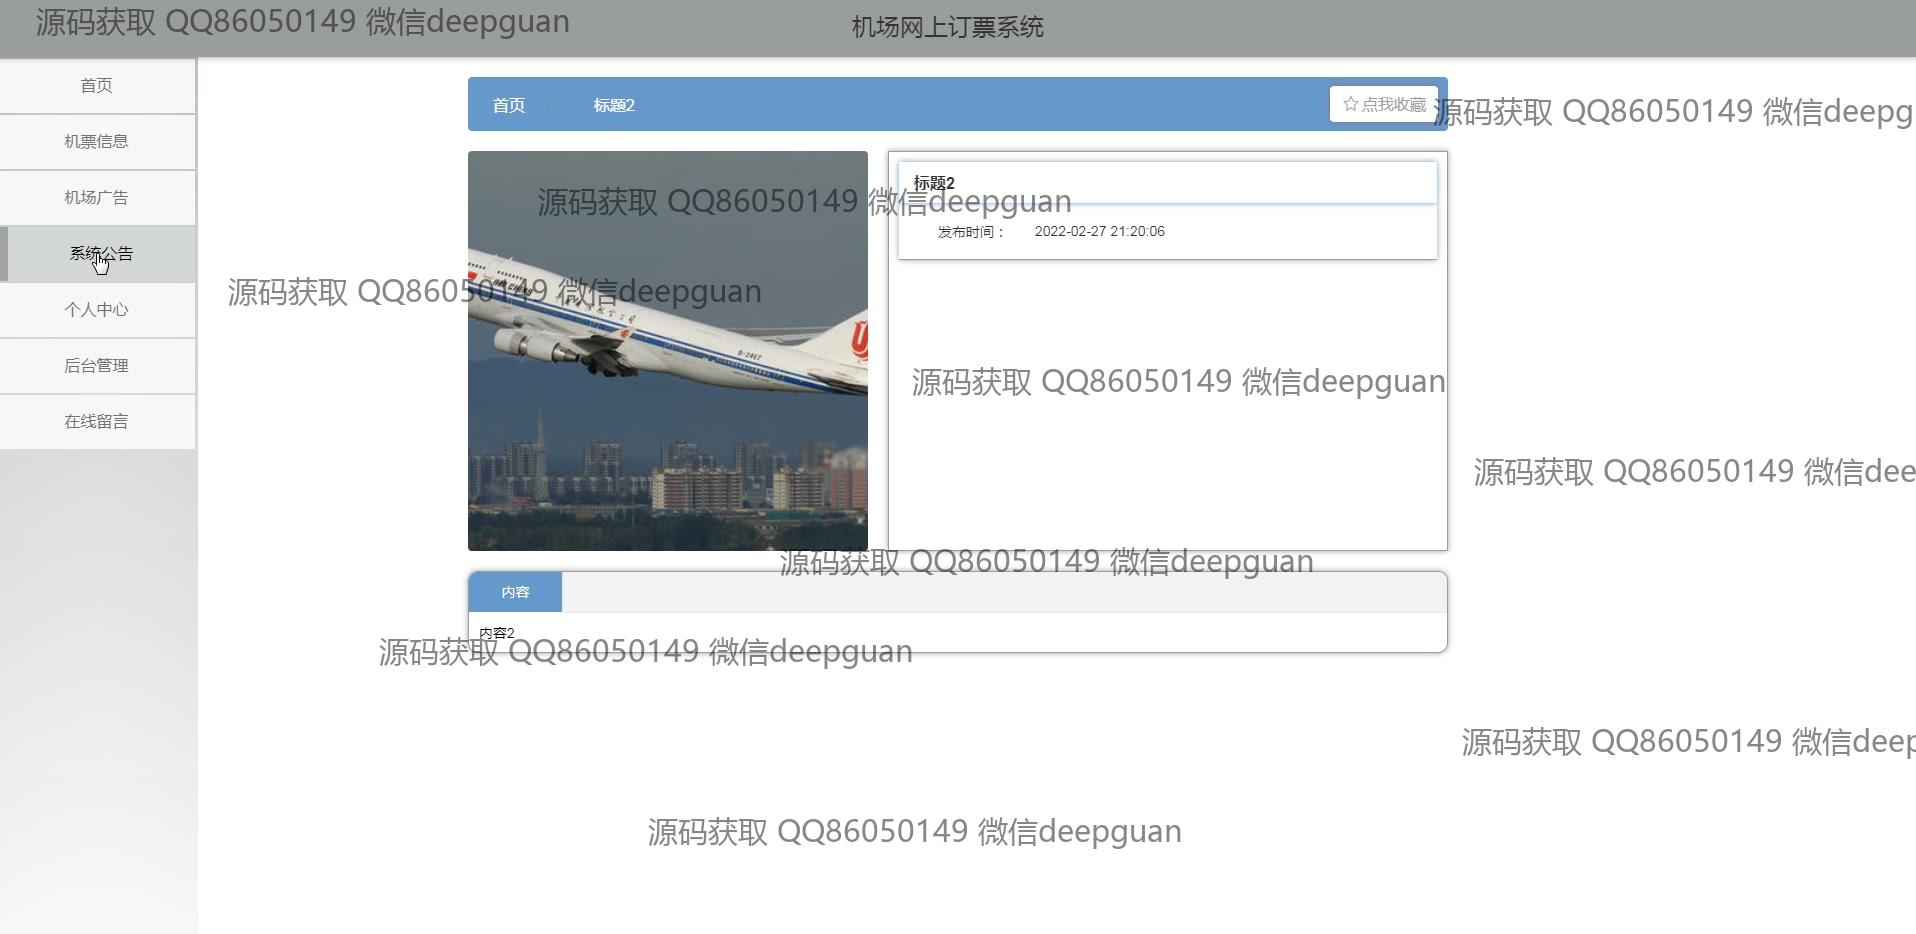 源码获取 QQ86050149 微信deepguan
机场网上订票系统
首页
机票信息
机场广告
系统公告
个人中心
后台管理
在线留言
首页 / 标题2
☆点我收藏
源码获取 QQ86050149 微信deepg
源码获取 QQ86050149 微信deepguan
标题2
发布时间： 2022-02-27 21:20:06
源码获取 QQ86050149 微信deepguan
AIR CHINA
B-2467
源码获取 QQ86050149 微信deepguan
源码获取 QQ86050149 微信dee
源码获取 QQ86050149 微信deepguan
内容
内容2
源码获取 QQ86050149 微信deepguan
源码获取 QQ86050149 微信deep
源码获取 QQ86050149 微信deepguan